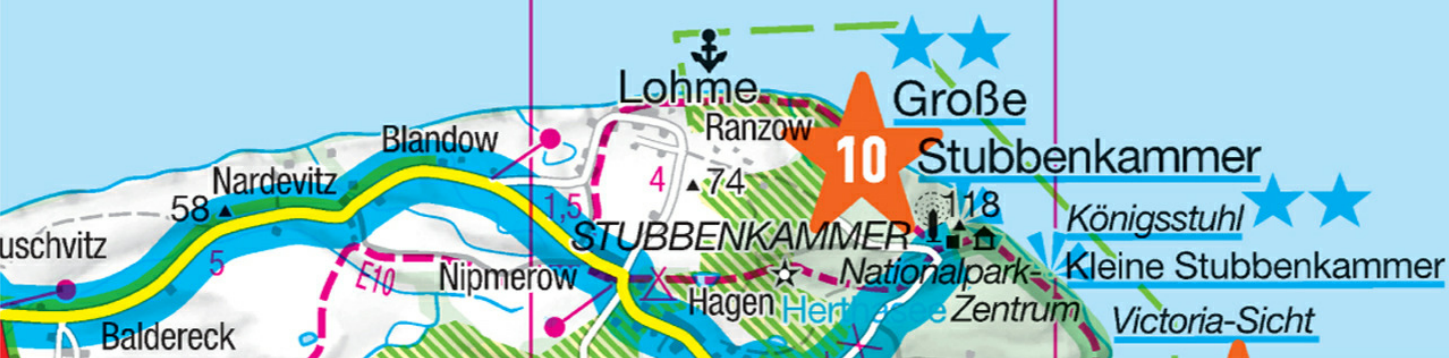 Lohme
Große
Stubbenkammer
10
Ranzow
Blandow
Nardevitz
58
4
74
1,5
118
Königsstuhl
uschvitz
5
STUBBENKAMMER
E10
Nipmerow
Nationalpark-
Zentrum
Kleine Stubbenkammer
Hagen
Herthasee
Victoria-Sicht
Baldereck